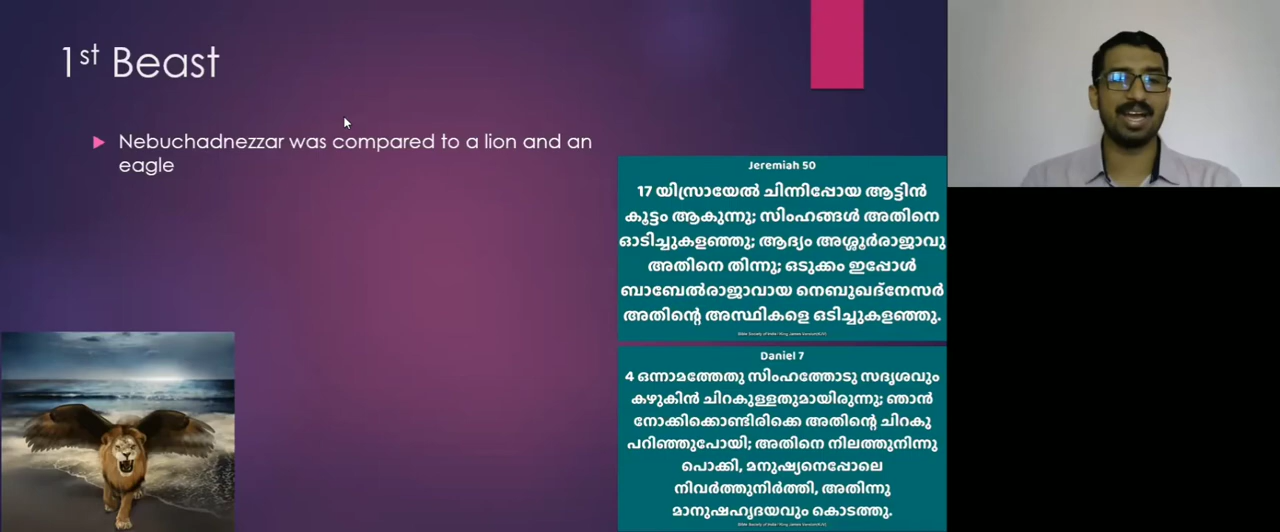 1st Beast
Nebuchadnezzar was compared to a lion and an
eagle
Jeremiah 50
17 യിസ്രായേൽ ചിന്നിപ്പോയ ആട്ടിൻ
കൂട്ടം ആകുന്നു; സിംഹങ്ങൾ അതിനെ
ഓടിച്ചുകളഞ്ഞു; ആദ്യം അശ്ശൂർരാജാവു
അതിനെ തിന്നു; ഒടുക്കം ഇപ്പോൾ
ബാബേൽരാജാവായ നെബൂഖദ്നേസർ
അതിന്റെ അസ്ഥികളെ ഒടിച്ചുകളഞ്ഞു.
Daniel 7
4 ഒന്നാമത്തേതു സിംഹത്തോടു സദൃശവും
കഴുകിൻ ചിറകുള്ളതുമായിരുന്നു; ഞാൻ
നോക്കിക്കൊണ്ടിരിക്കെ അതിന്റെ ചിറകു
പറിഞ്ഞുപോയി; അതിനെ നിലത്തുനിന്നു
പൊക്കി, മനുഷ്യനെപ്പോലെ
നിവർത്തുനിർത്തി, അതിന്നു
മാനുഷഹൃദയവും കൊടുത്തു.